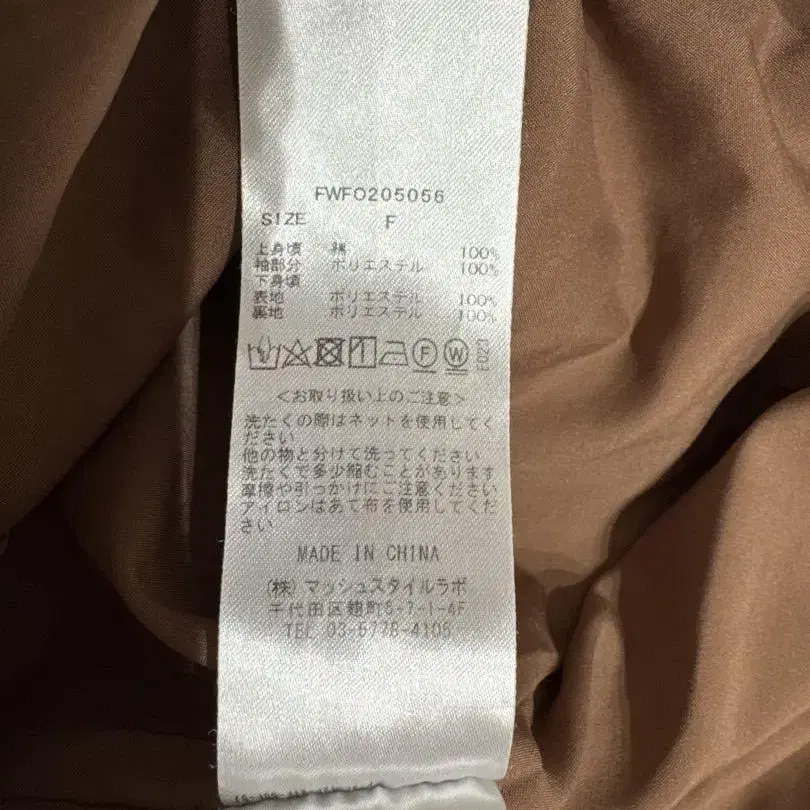 FWFO205056
SIZE F
上身頃 綿 100%
袖部分 ポリエステル 100%
下身頃
表地 ポリエステル 100%
裏地 ポリエステル 100%
F W
<お取り扱い上のご注意>
洗たくの際はネットを使用してく
ださい
他の物と分けて洗ってください
洗たくで多少縮むことがあります
摩擦や引っかけにご注意ください
アイロンはあて布を使用してくだ
さい
MADE IN CHINA
(株) マッシュスタイルラボ
千代田区麹町5-7-1-4F
TEL 03-5778-4105